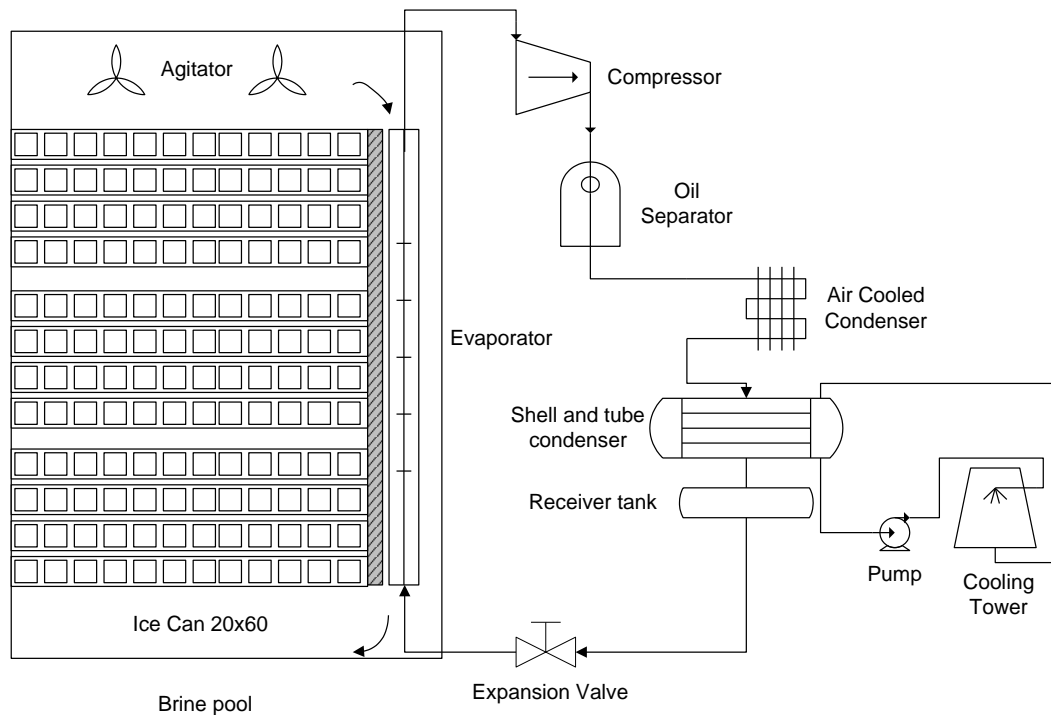 Agitator
Compressor
Oil
Separator
Air Cooled
Condenser
Evaporator
Shell and tube
condenser
Receiver tank
Pump
Cooling
Tower
Ice Can 20x60
Expansion Valve
Brine pool